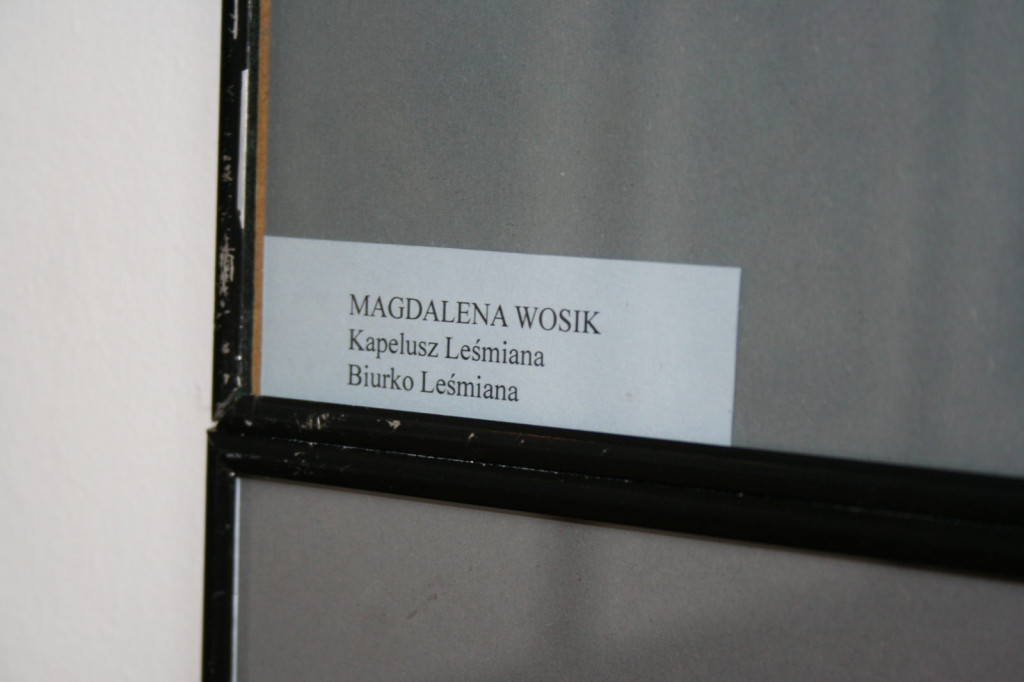 MAGDALENA WOSIK
Kapelusz Leśmiana
Biurko Leśmiana